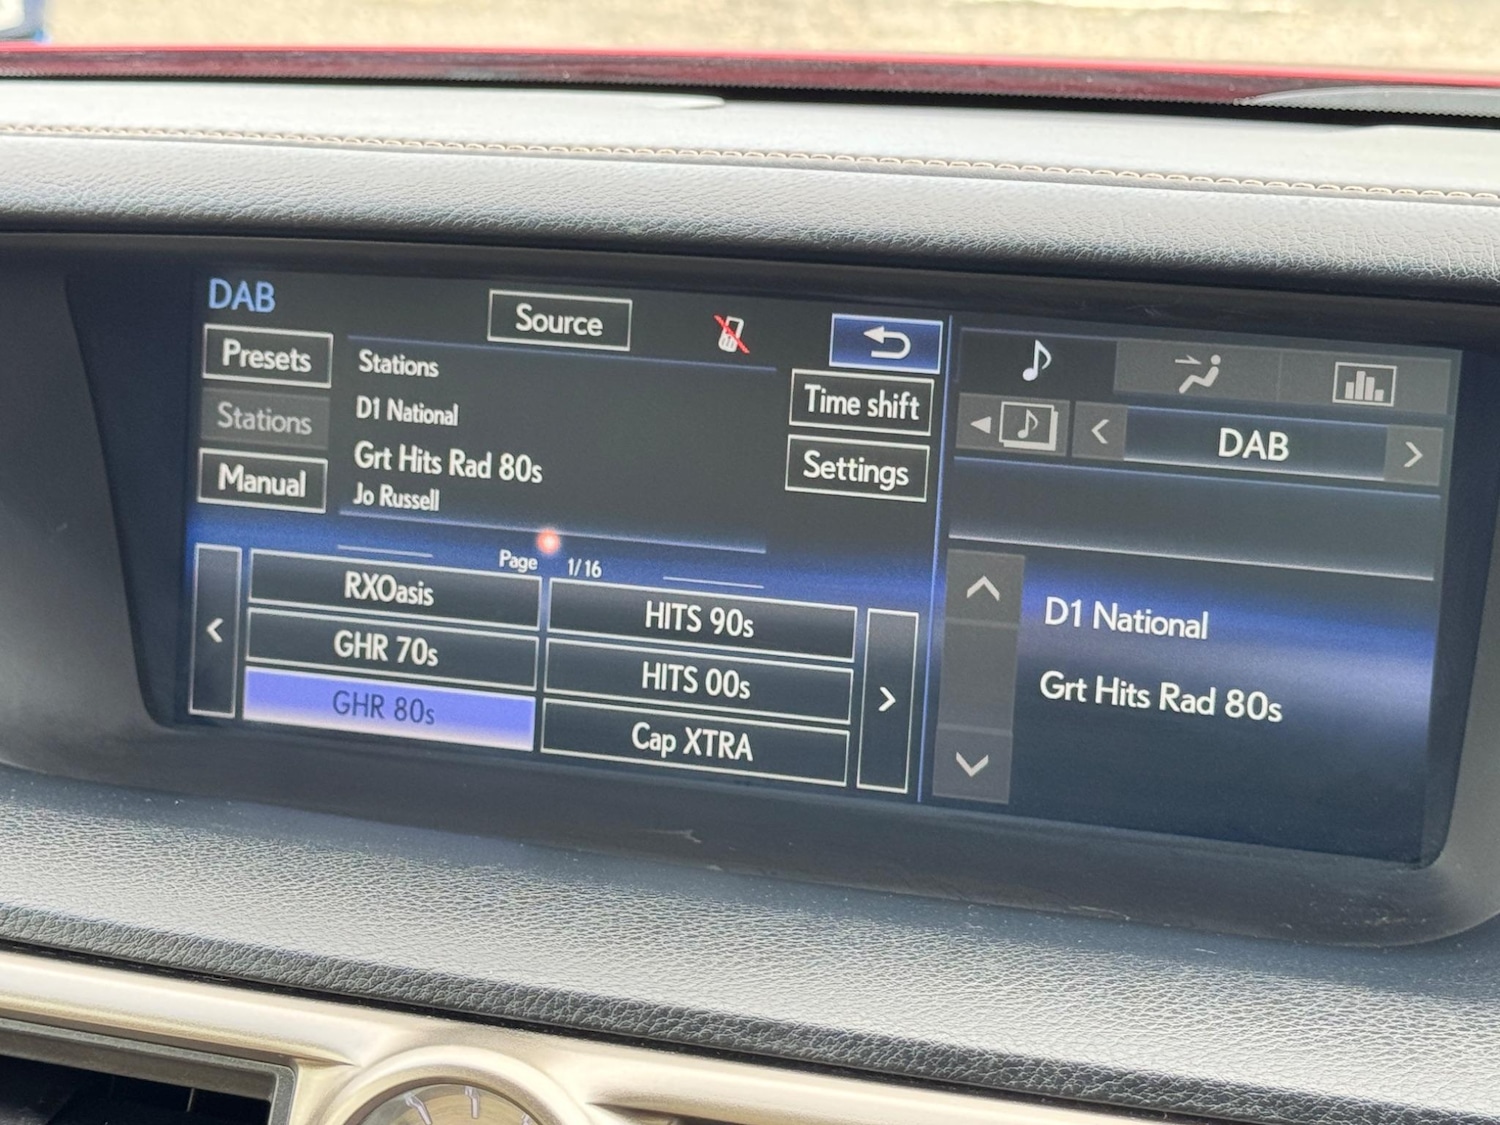 DAB
Source
Presets
Stations
Time shift
Stations
D1 National
Manual
Grt Hits Rad 80s
Settings
Jo Russell
Page 1/16
RXOasis
HITS 90s
GHR 70s
HITS 00s
GHR 80s
Cap XTRA
DAB
D1 National
Grt Hits Rad 80s